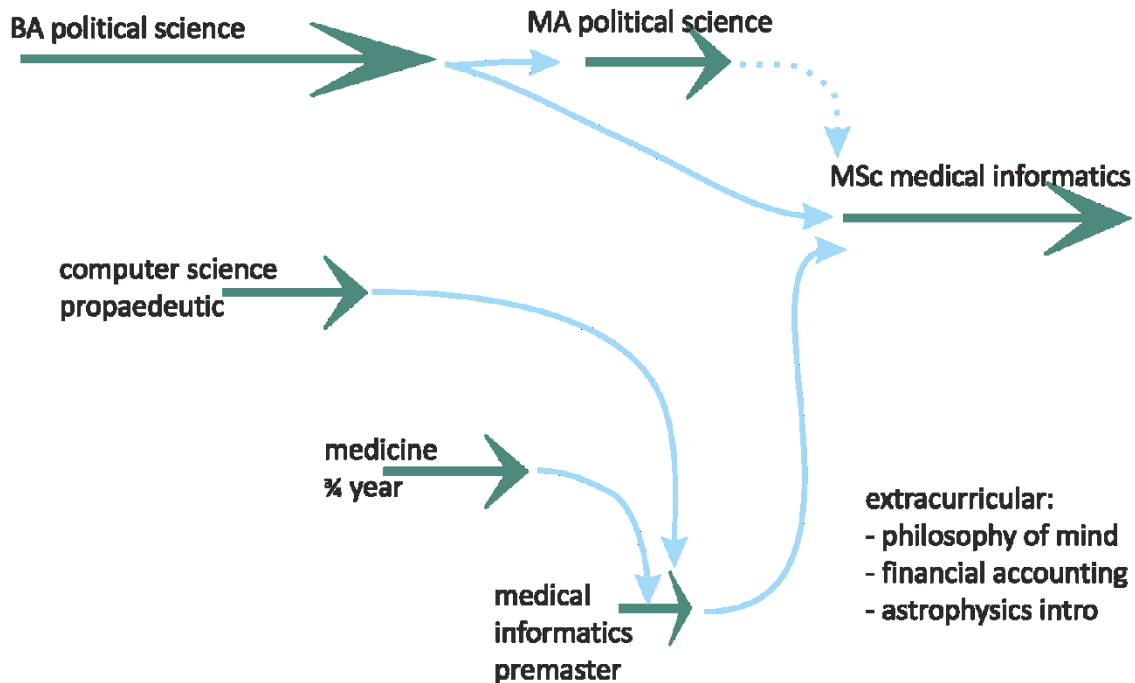 BA political science
MA political science
MSc medical informatics
computer science
propaedeutic
medicine
¾ year
extracurricular:
- philosophy of mind
- financial accounting
- astrophysics intro
medical
informatics
premaster